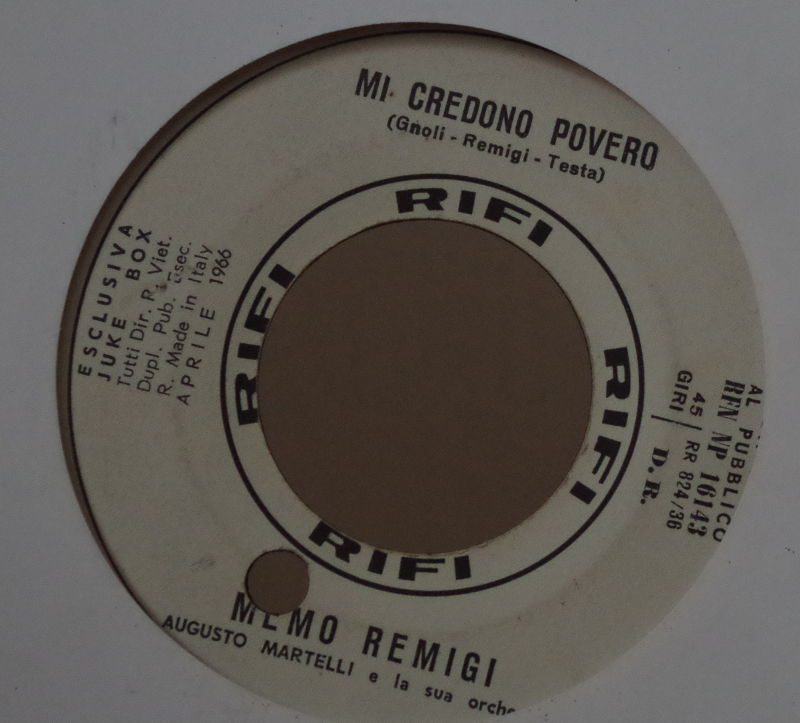 MI CREDONO POVERO
(Gnoli - Remigi - Testa)
RIFI
RIFI
RIFI
RIFI
ESCLUSIVA
JUKE BOX
Tutti Dir. R. Viet.
Dupl. Pub. Esec.
R. Made in Italy
APRILE 1966
AL PUBBLICO
RFN NP 16143
45 RR 824/36
GIRI D.R.
MEMO REMIGI
AUGUSTO MARTELLI e la sua orche